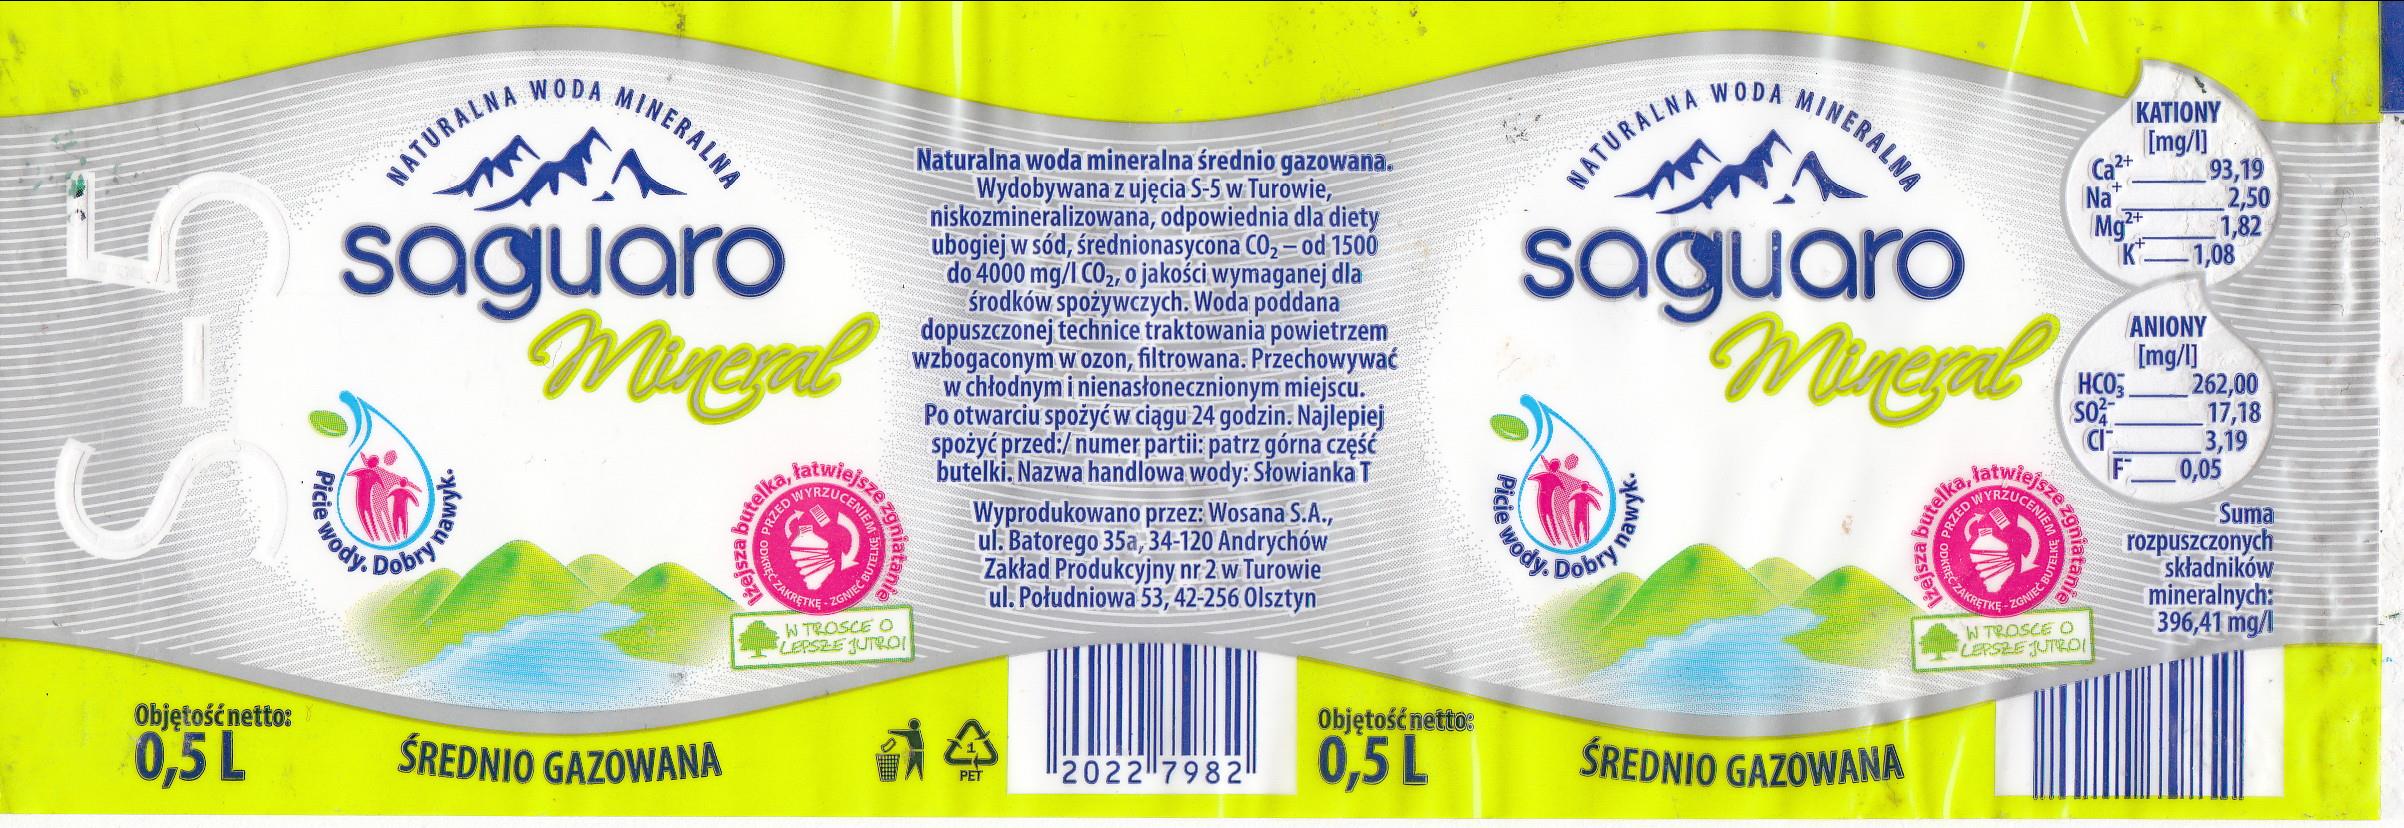 S-5
NATURALNA WODA MINERALNA
saguaro
Mineral
Picie wody. Dobry nawyk.
lżejsza butelka, łatwiejsze zgniatanie
PRZED WYRZUCENIEM
ODKRĘĆ ZAKRĘTKĘ - ZGNIEĆ BUTELKĘ
W TROSCE O
LEPSZE JUTRO!
Objętość netto:
0,5 L
ŚREDNIO GAZOWANA
Naturalna woda mineralna średnio gazowana.
Wydobywana z ujęcia S-5 w Turowie,
niskozmineralizowana, odpowiednia dla diety
ubogiej w sód, średnionasycona CO₂ – od 1500
do 4000 mg/l CO₂, o jakości wymaganej dla
środków spożywczych. Woda poddana
dopuszczonej technice traktowania powietrzem
wzbogaconym w ozon, filtrowana. Przechowywać
w chłodnym i nienasłonecznionym miejscu.
Po otwarciu spożyć w ciągu 24 godzin. Najlepiej
spożyć przed:/ numer partii: patrz górna część
butelki. Nazwa handlowa wody: Słowianka T
Wyprodukowano przez: Wosana S.A.,
ul. Batorego 35a, 34-120 Andrychów
Zakład Produkcyjny nr 2 w Turowie
ul. Południowa 53, 42-256 Olsztyn
1
PET
2022 7982
NATURALNA WODA MINERALNA
saguaro
Mineral
Picie wody. Dobry nawyk.
lżejsza butelka, łatwiejsze zgniatanie
PRZED WYRZUCENIEM
ODKRĘĆ ZAKRĘTKĘ - ZGNIEĆ BUTELKĘ
W TROSCE O
LEPSZE JUTRO!
Objętość netto:
0,5 L
ŚREDNIO GAZOWANA
KATIONY
[mg/l]
Ca²⁺ 93,19
Na⁺ 2,50
Mg²⁺ 1,82
K⁺ 1,08
ANIONY
[mg/l]
HCO₃⁻ 262,00
SO₄²⁻ 17,18
Cl⁻ 3,19
F⁻ 0,05
Suma
rozpuszczonych
składników
mineralnych:
396,41 mg/l